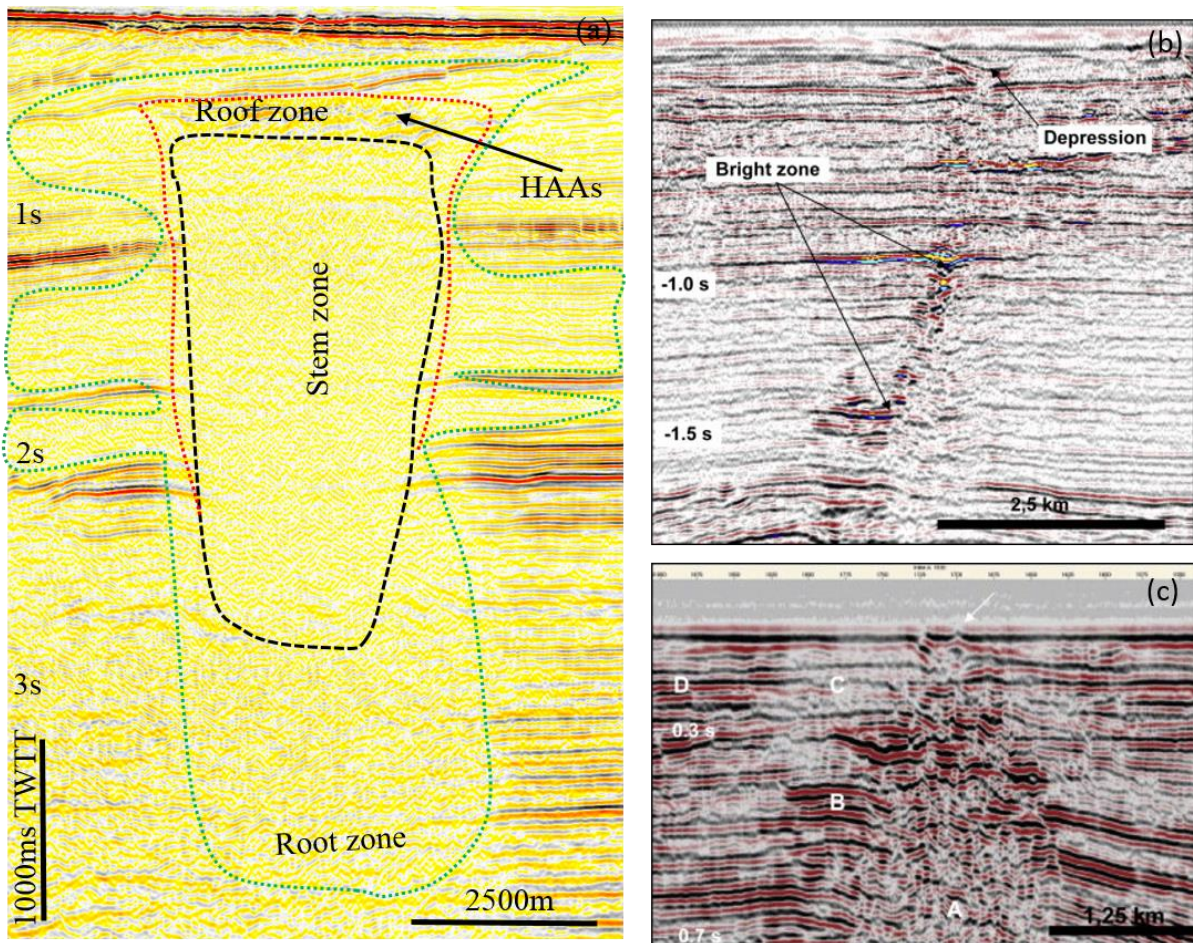 (a)
Roof zone
HAAs
1s
Stem zone
2s
3s
Root zone
1000ms TWTT
2500m
(b)
Depression
Bright zone
-1.0 s
-1.5 s
2,5 km
(c)
D
C
0.3 s
B
A
1,25 km
0.7 s